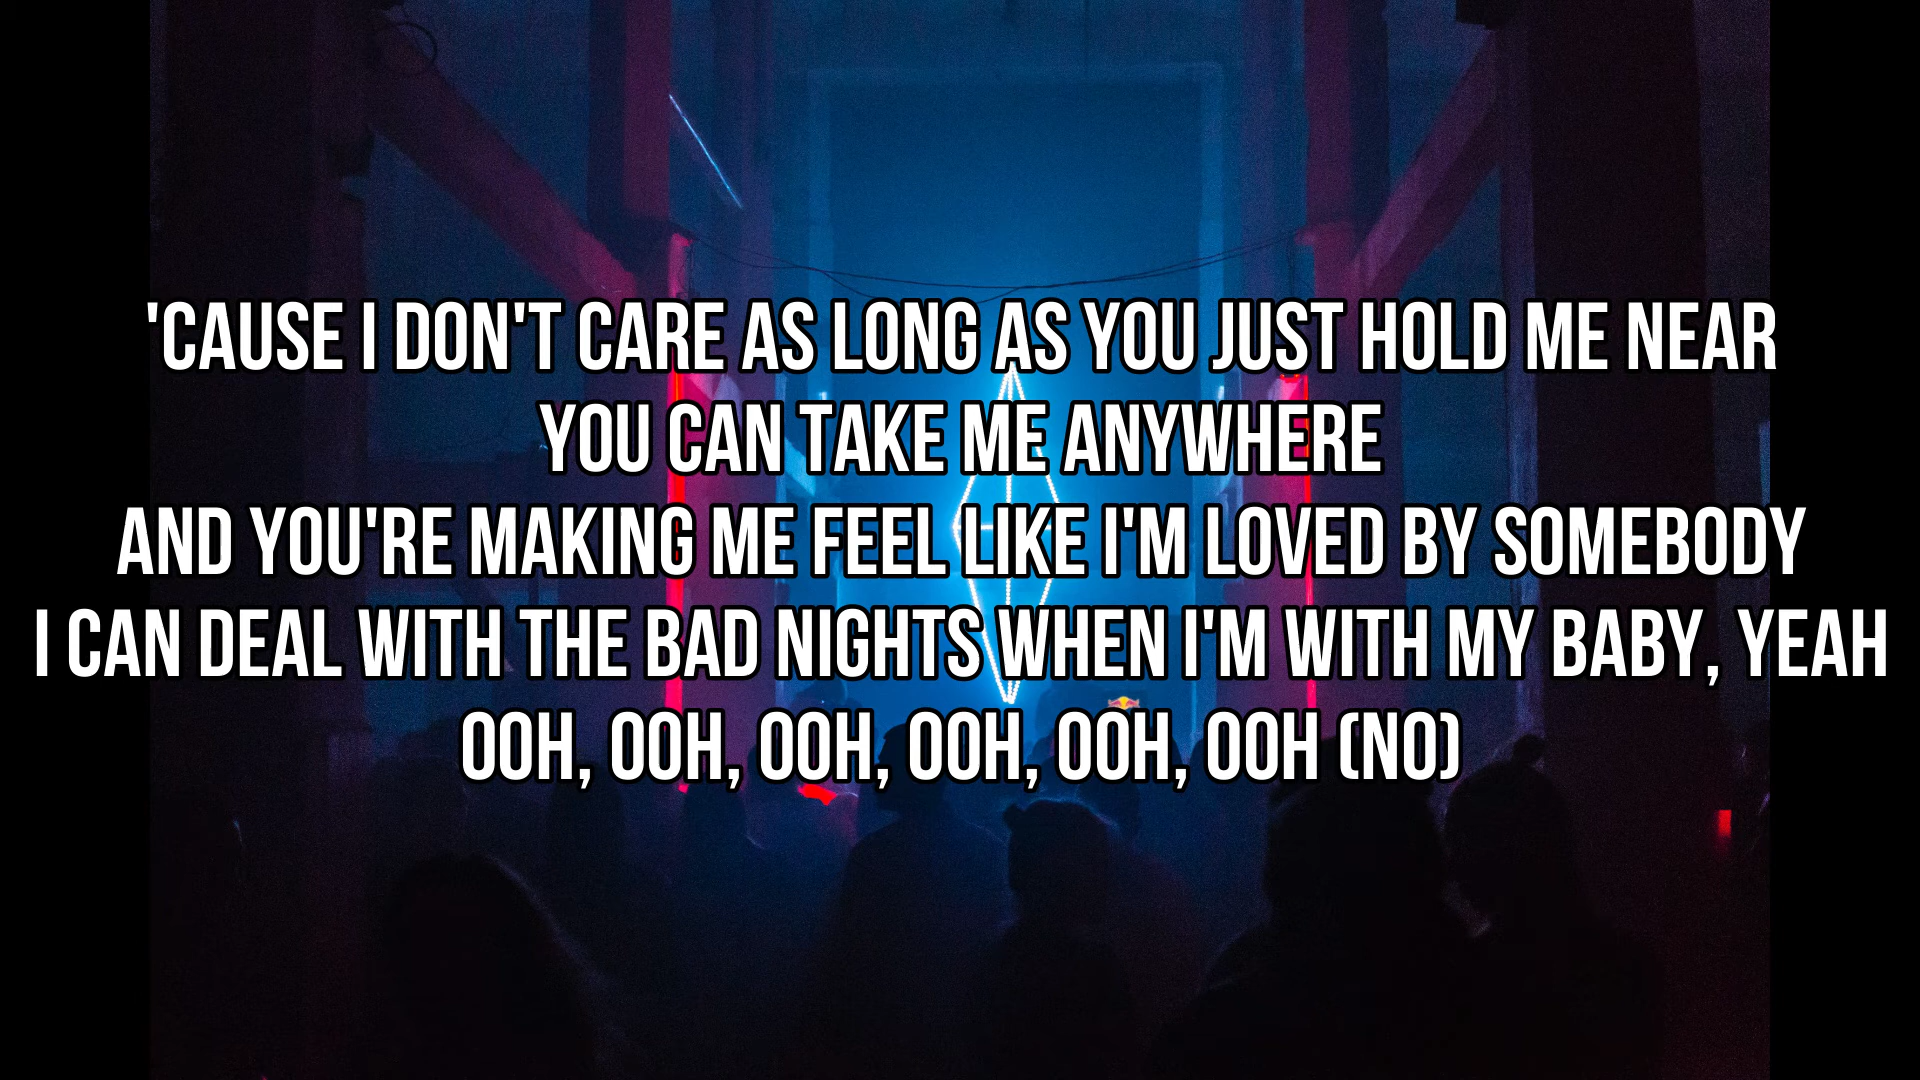 'CAUSE I DON'T CARE AS LONG AS YOU JUST HOLD ME NEAR
YOU CAN TAKE ME ANYWHERE
AND YOU'RE MAKING ME FEEL LIKE I'M LOVED BY SOMEBODY
I CAN DEAL WITH THE BAD NIGHTS WHEN I'M WITH MY BABY, YEAH
OOH, OOH, OOH, OOH, OOH, OOH (NO)